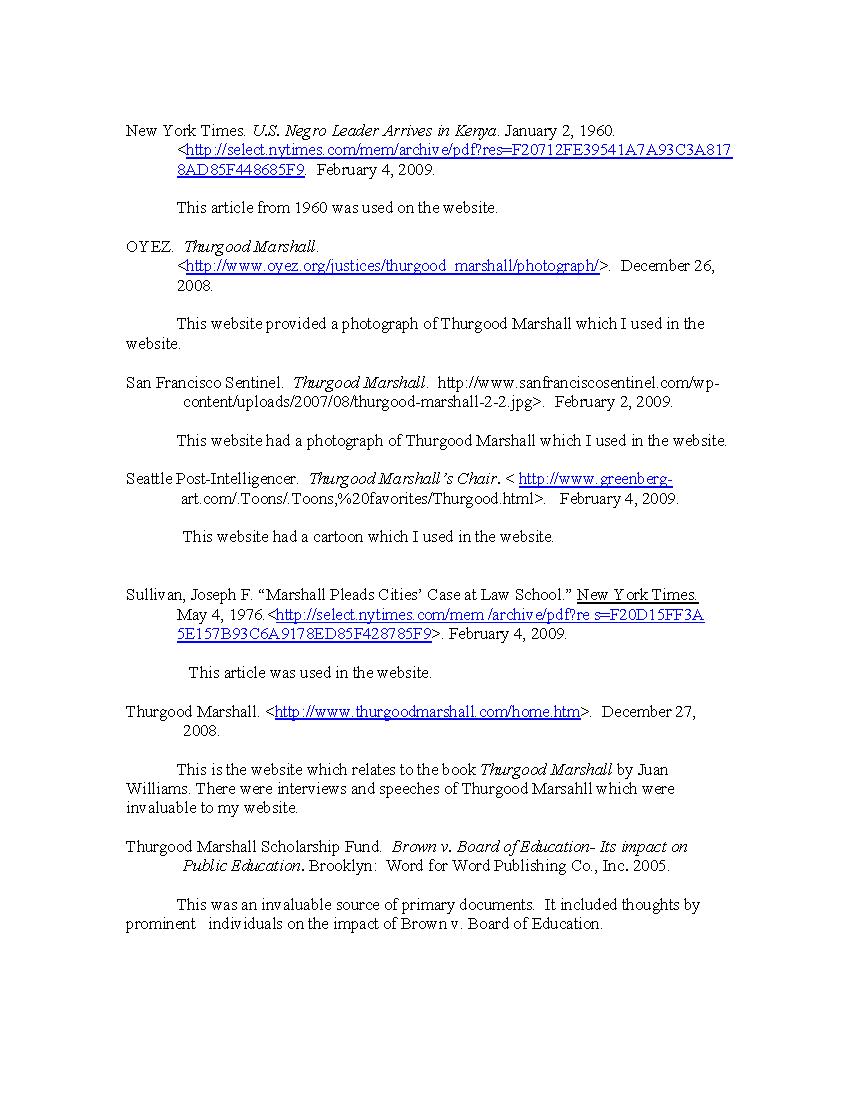 New York Times. U.S. Negro Leader Arrives in Kenya. January 2, 1960.
<http://select.nytimes.com/mem/archive/pdf?res=F20712FE39541A7A93C3A817
8AD85F448685F9. February 4, 2009.
This article from 1960 was used on the website.
OYEZ. Thurgood Marshall.
<http://www.oyez.org/justices/thurgood_marshall/photograph/>. December 26,
2008.
This website provided a photograph of Thurgood Marshall which I used in the
website.
San Francisco Sentinel. Thurgood Marshall. http://www.sanfranciscosentinel.com/wp-
content/uploads/2007/08/thurgood-marshall-2-2.jpg>. February 2, 2009.
This website had a photograph of Thurgood Marshall which I used in the website.
Seattle Post-Intelligencer. Thurgood Marshall's Chair. < http://www.greenberg-
art.com/.Toons/.Toons,%20favorites/Thurgood.html>. February 4, 2009.
This website had a cartoon which I used in the website.
Sullivan, Joseph F. “Marshall Pleads Cities’ Case at Law School.” New York Times.
May 4, 1976.<http://select.nytimes.com/mem/archive/pdf?re s=F20D15FF3A
5E157B93C6A9178ED85F428785F9>. February 4, 2009.
This article was used in the website.
Thurgood Marshall. <http://www.thurgoodmarshall.com/home.htm>. December 27,
2008.
This is the website which relates to the book Thurgood Marshall by Juan
Williams. There were interviews and speeches of Thurgood Marsahll which were
invaluable to my website.
Thurgood Marshall Scholarship Fund. Brown v. Board of Education- Its impact on
Public Education. Brooklyn: Word for Word Publishing Co., Inc. 2005.
This was an invaluable source of primary documents. It included thoughts by
prominent individuals on the impact of Brown v. Board of Education.